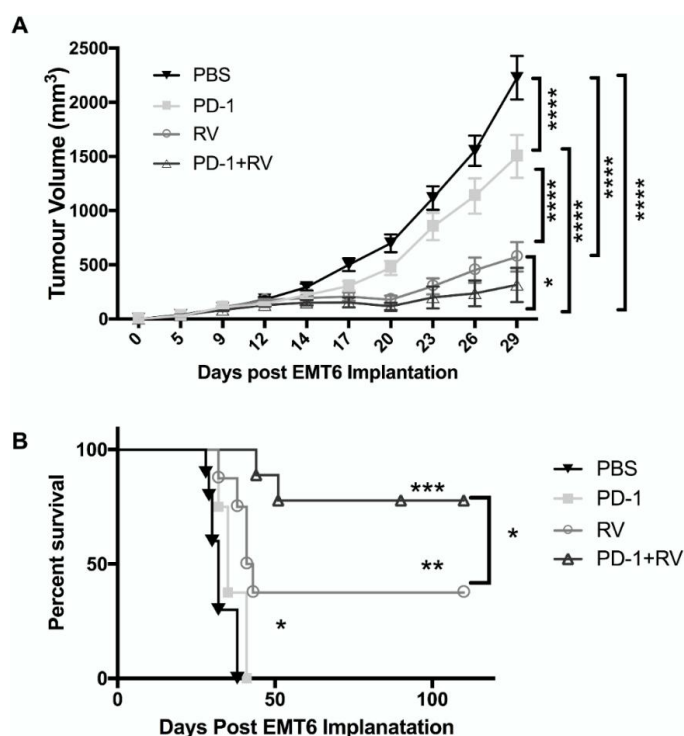 A
2500
2000
1500
1000
500
0
Tumour Volume (mm³)
PBS
PD-1
RV
PD-1+RV
****
****
****
****
****
*
0 5 9 12 14 17 20 23 26 29
Days post EMT6 Implantation
B
100
50
0
Percent survival
***
**
*
*
PBS
PD-1
RV
PD-1+RV
0 50 100
Days Post EMT6 Implanatation